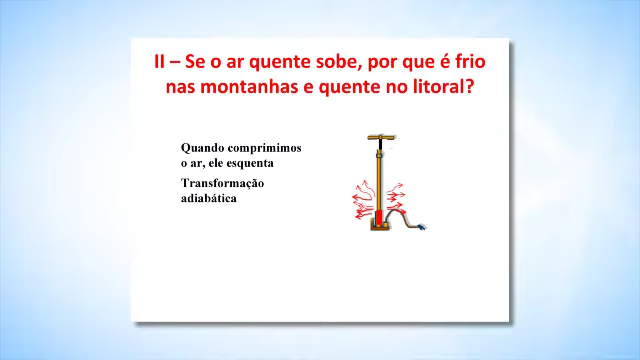 II – Se o ar quente sobe, por que é frio
nas montanhas e quente no litoral?
Quando comprimimos
o ar, ele esquenta
Transformação
adiabática